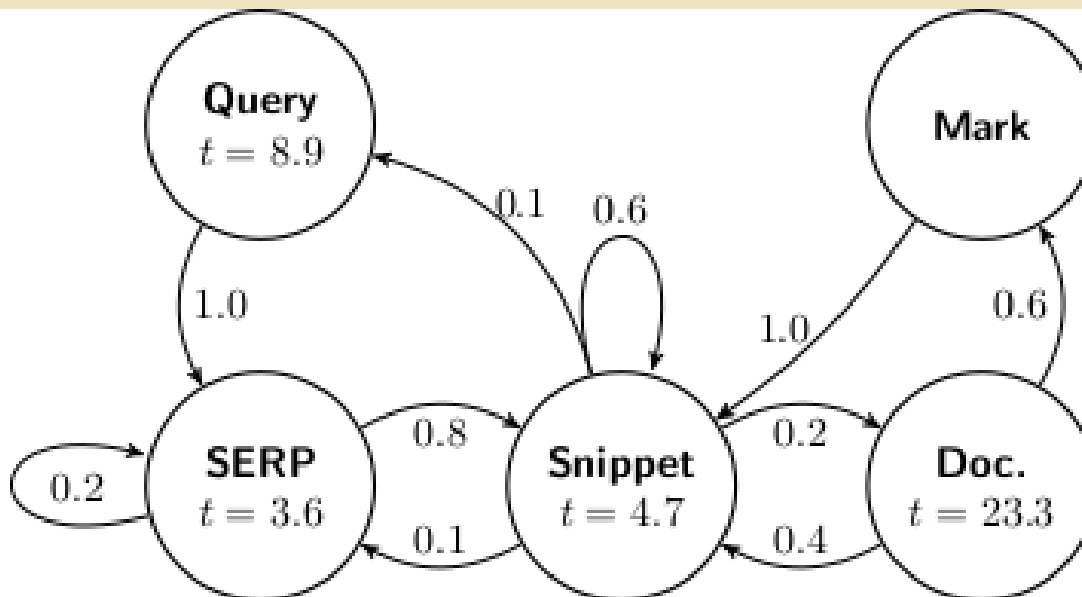 Query
t = 8.9
Mark
0.1
0.6
1.0
1.0
0.6
SERP
t = 3.6
0.2
0.8
0.1
Snippet
t = 4.7
0.2
0.4
Doc.
t = 23.3